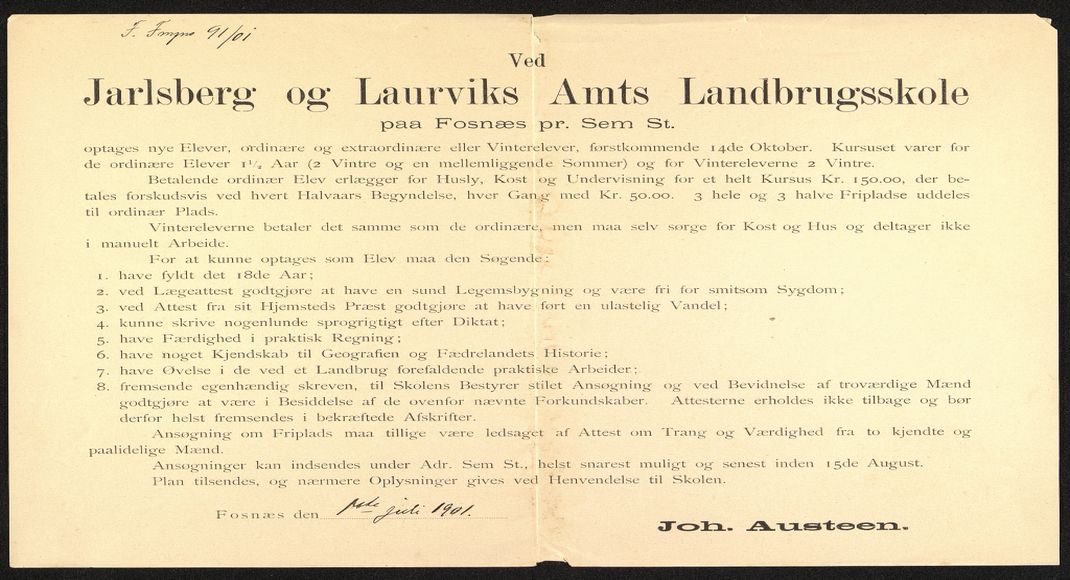 91/01
Ved
Jarlsberg og Laurviks Amts Landbrugsskole
paa Fosnæs pr. Sem St.
optages nye Elever, ordinære og extraordinære eller Vinterelever, førstkommende 14de Oktober. Kursuset varer for
de ordinære Elever 1½ Aar (2 Vintre og en mellemliggende Sommer) og for Vintereleverne 2 Vintre.
Betalende ordinær Elev erlægger for Husly, Kost og Undervisning for et helt Kursus Kr. 150.00, der be-
tales forskudsvis ved hvert Halvaars Begyndelse, hver Gang med Kr. 50.00. 3 hele og 3 halve Fripladse uddeles
til ordinær Plads.
Vintereleverne betaler det samme som de ordinære, men maa selv sørge for Kost og Hus og deltager ikke
i manuelt Arbeide.
For at kunne optages som Elev maa den Søgende:
1. have fyldt det 18de Aar;
2. ved Lægeattest godtgjøre at have en sund Legemsbygning og være fri for smitsom Sygdom;
3. ved Attest fra sit Hjemsteds Præst godtgjøre at have ført en ulastelig Vandel;
4. kunne skrive nogenlunde sprogrigtigt efter Diktat;
5. have Færdighed i praktisk Regning;
6. have noget Kjendskab til Geografien og Fædrelandets Historie;
7. have Øvelse i de ved et Landbrug forefaldende praktiske Arbeider;
8. fremsende egenhændig skreven, til Skolens Bestyrer stilet Ansøgning og ved Bevidnelse af troværdige Mænd
godtgjøre at være i Besiddelse af de ovenfor nævnte Forkundskaber. Attesterne erholdes ikke tilbage og bør
derfor helst fremsendes i bekræftede Afskrifter.
Ansøgning om Friplads maa tillige være ledsaget af Attest om Trang og Værdighed fra to kjendte og
paalidelige Mænd.
Ansøgninger kan indsendes under Adr. Sem St., helst snarest muligt og senest inden 15de August.
Plan tilsendes, og nærmere Oplysninger gives ved Henvendelse til Skolen.
Fosnæs den 1ste juli 1901.
Joh. Austeen.